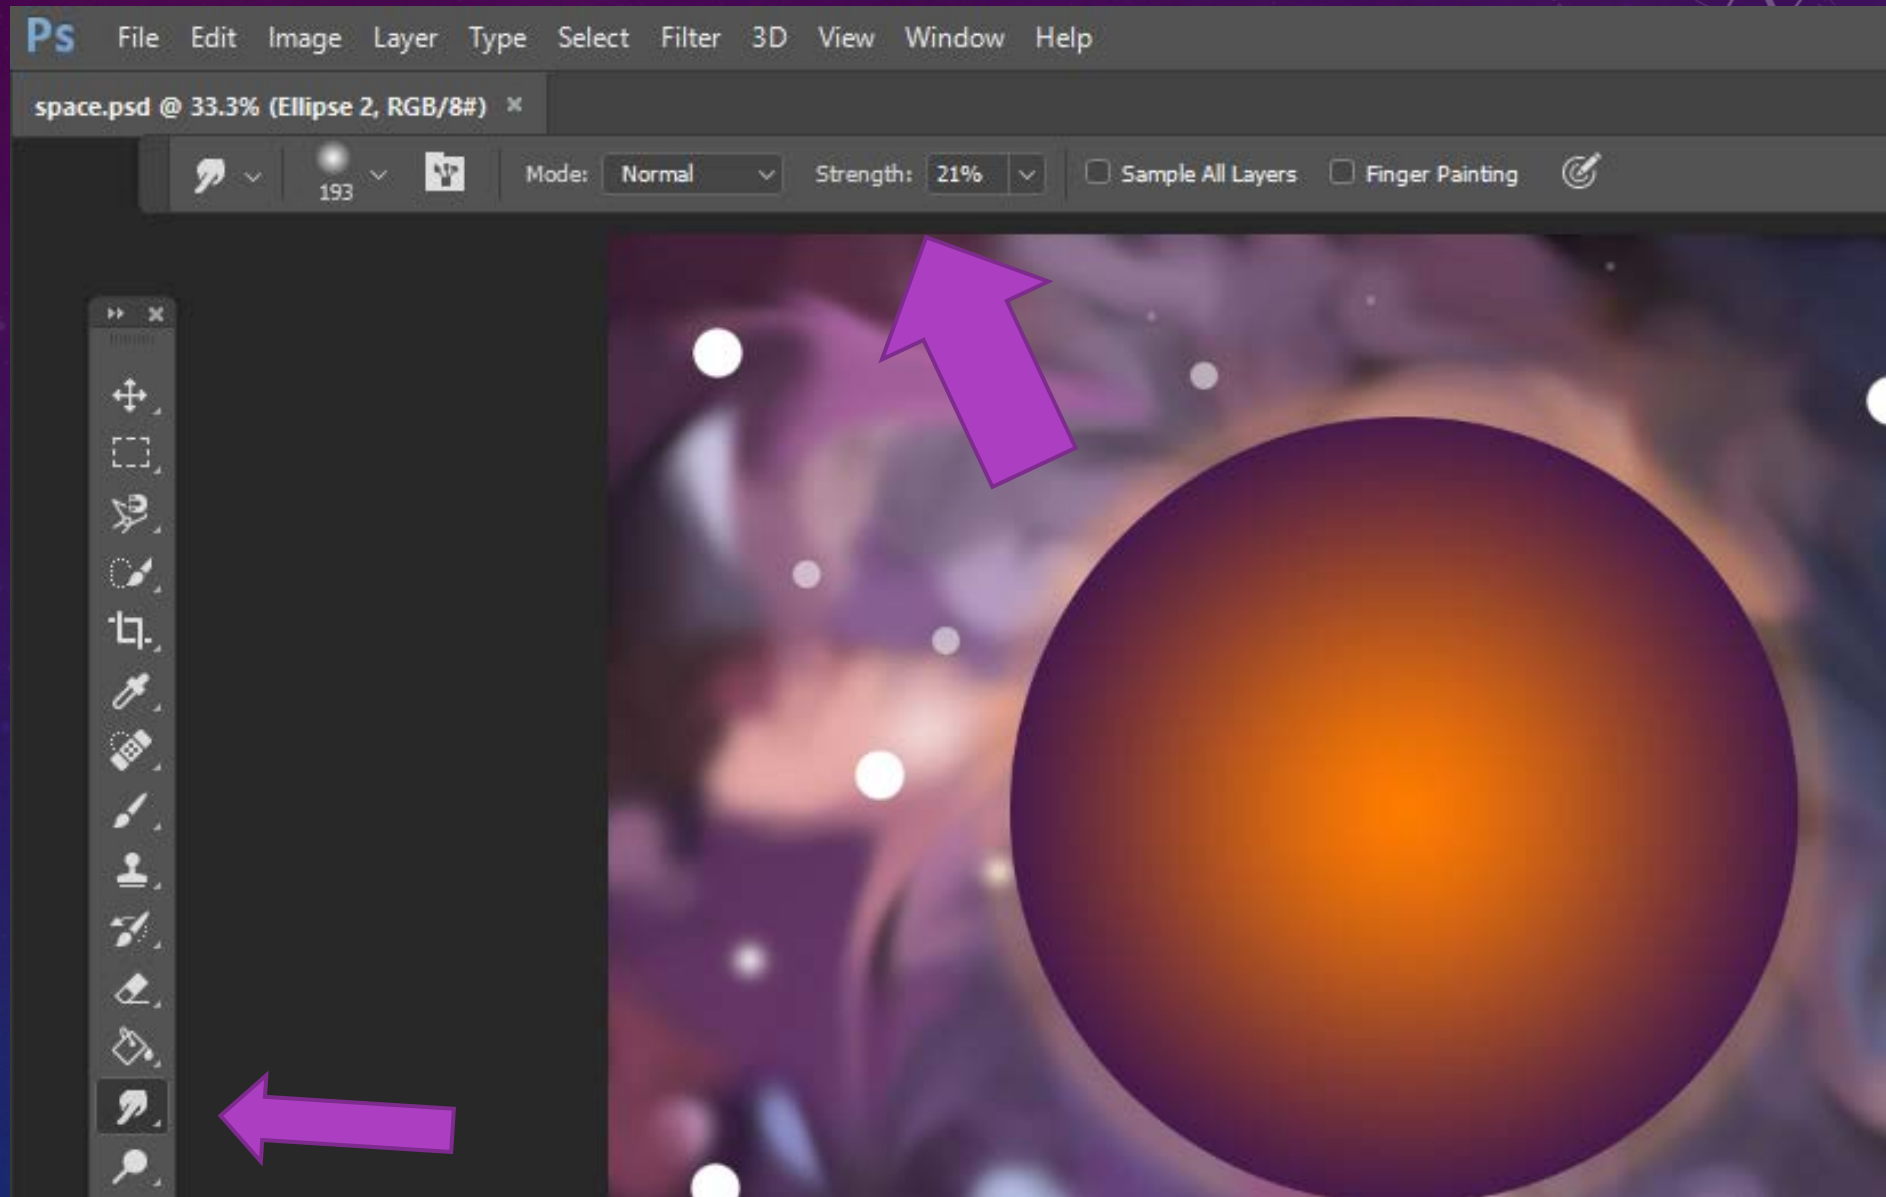 Ps File Edit Image Layer Type Select Filter 3D View Window Help
space.psd @ 33.3% (Ellipse 2, RGB/8#) ×
193 Mode: Normal Strength: 21% Sample All Layers Finger Painting